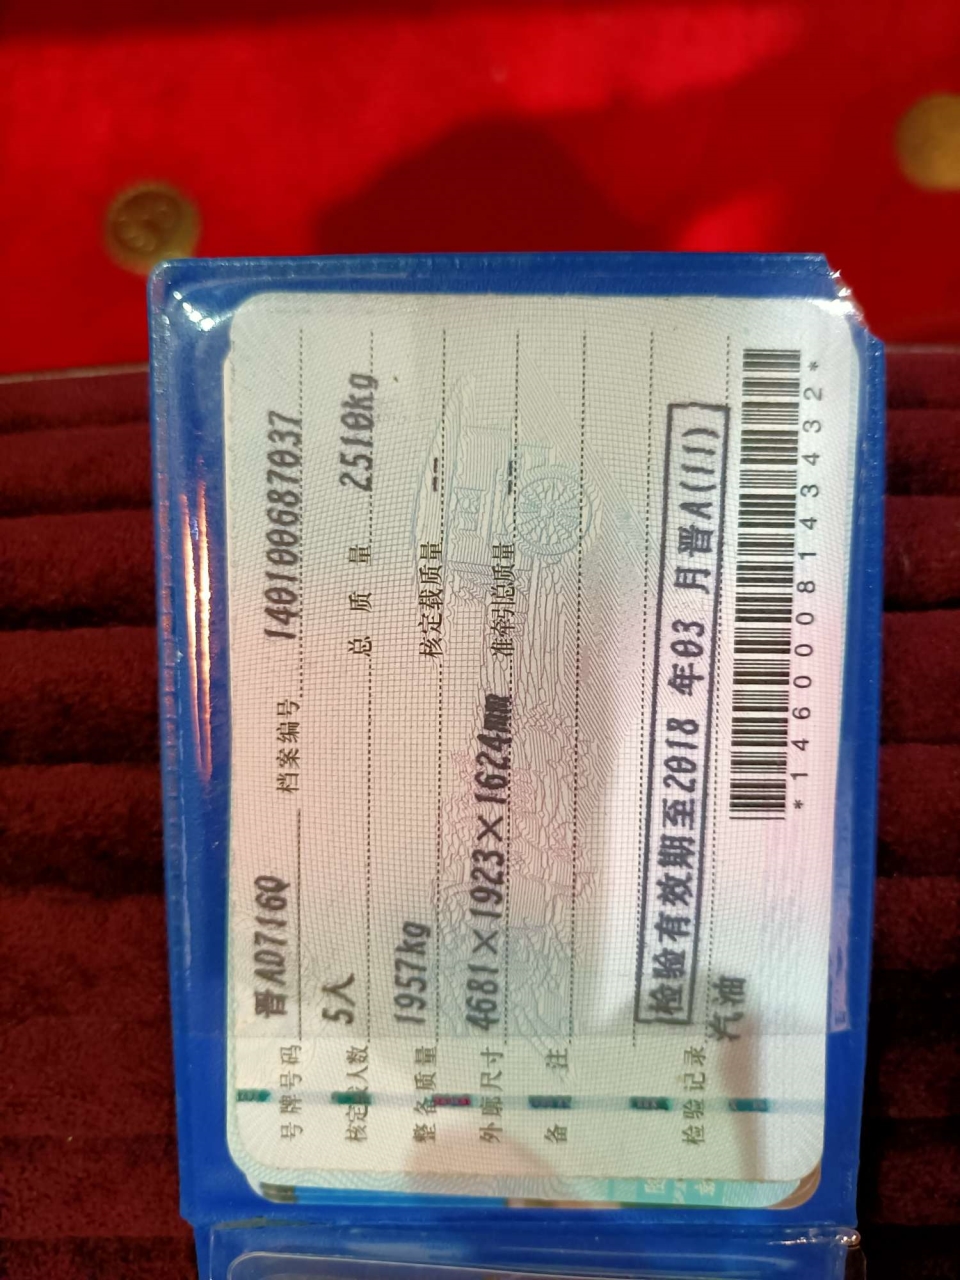 号牌号码 晋AD716Q 档案编号 140100687037
核定载人数 5人 总质量 2510kg
整备质量 1957kg 核定载质量 --
外廓尺寸 4681×1923×1624mm 准牵引总质量 --
备注
检验有效期至2018 年03 月晋A(11)
检验记录
汽油
*1460008143432*